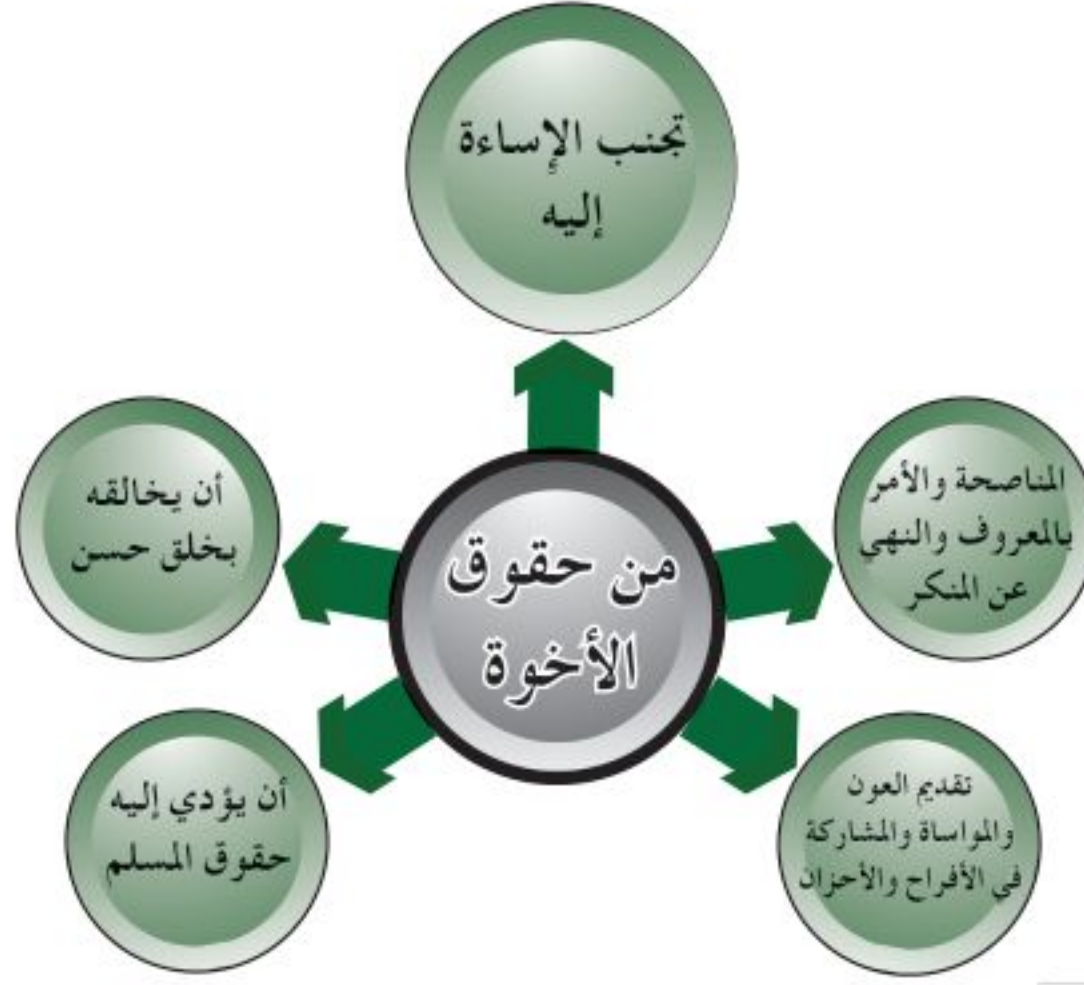 تجنب الإساءة
إليه
المناصحة والأمر
بالمعروف والنهي
عن المنكر
أن يخالقه
بخلق حسن
من حقوق
الأخوة
تقديم العون
والمواساة والمشاركة
في الأفراح والأحزان
أن يؤدي إليه
حقوق المسلم